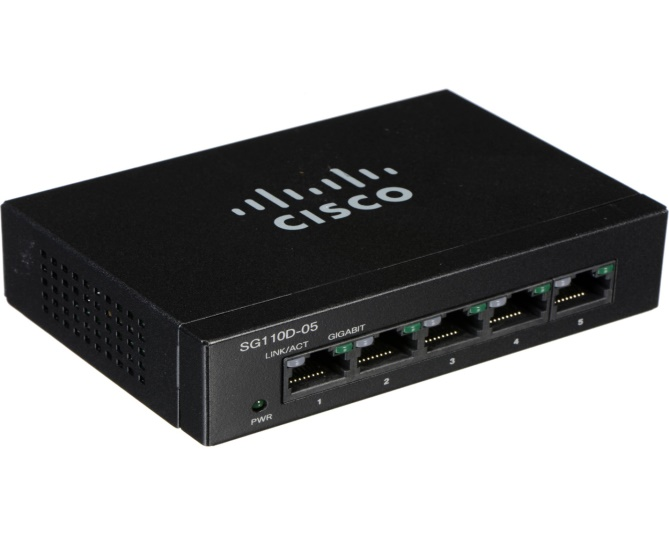 CISCO
SG110D-05
LINK/ACT GIGABIT
1 2 3 4 5
PWR